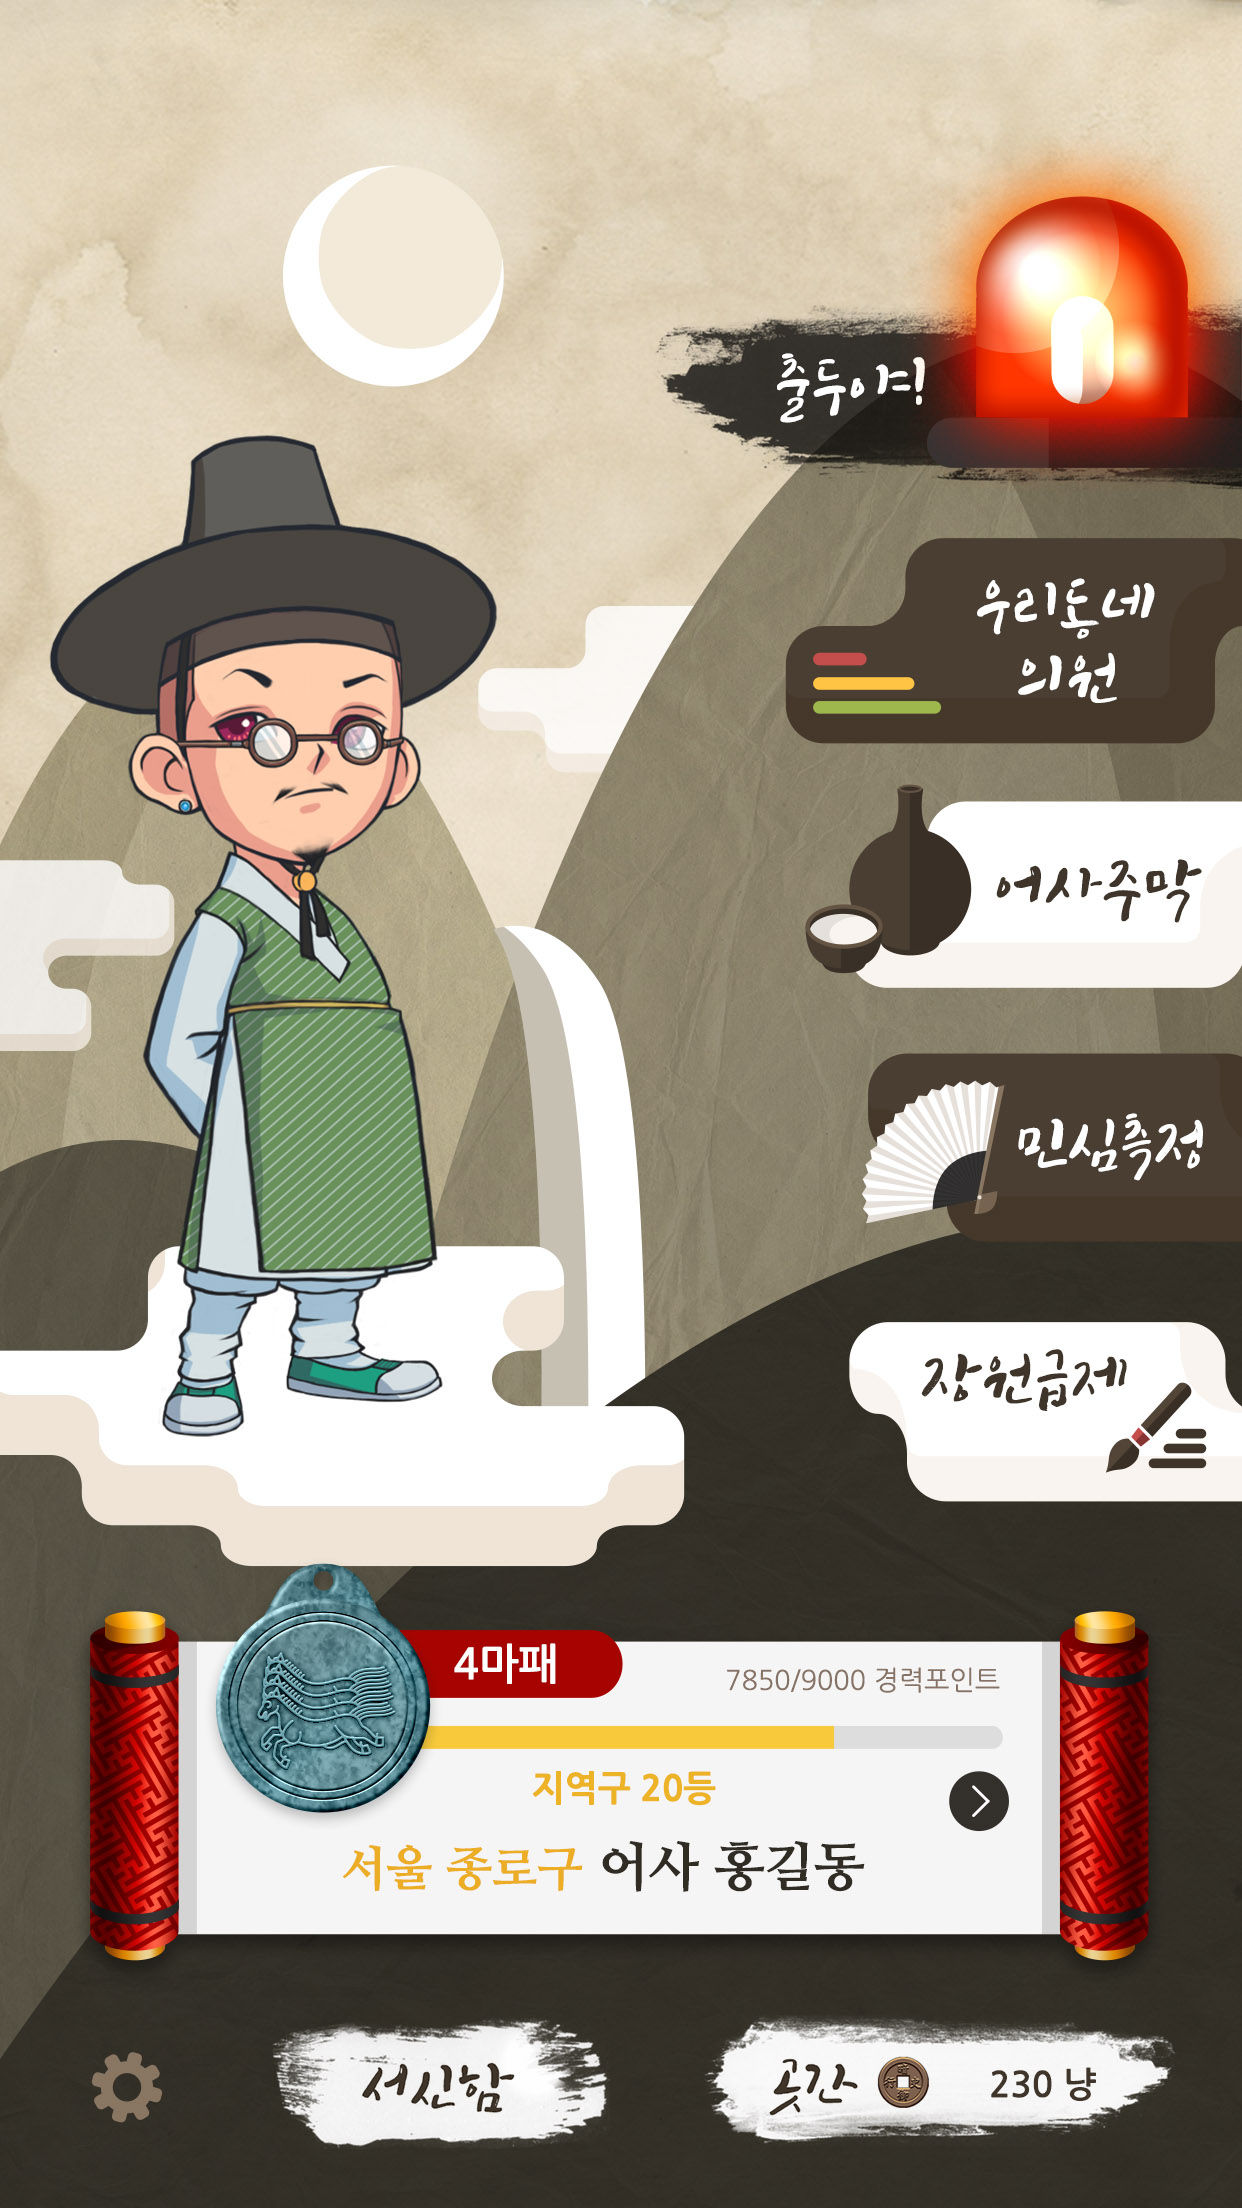 출두야!
우리동네
의원
어사주막
민심측정
장원급제
4마패
7850/9000 경력포인트
지역구 20등
서울 종로구 어사 홍길동
서신함
곳간
230 냥